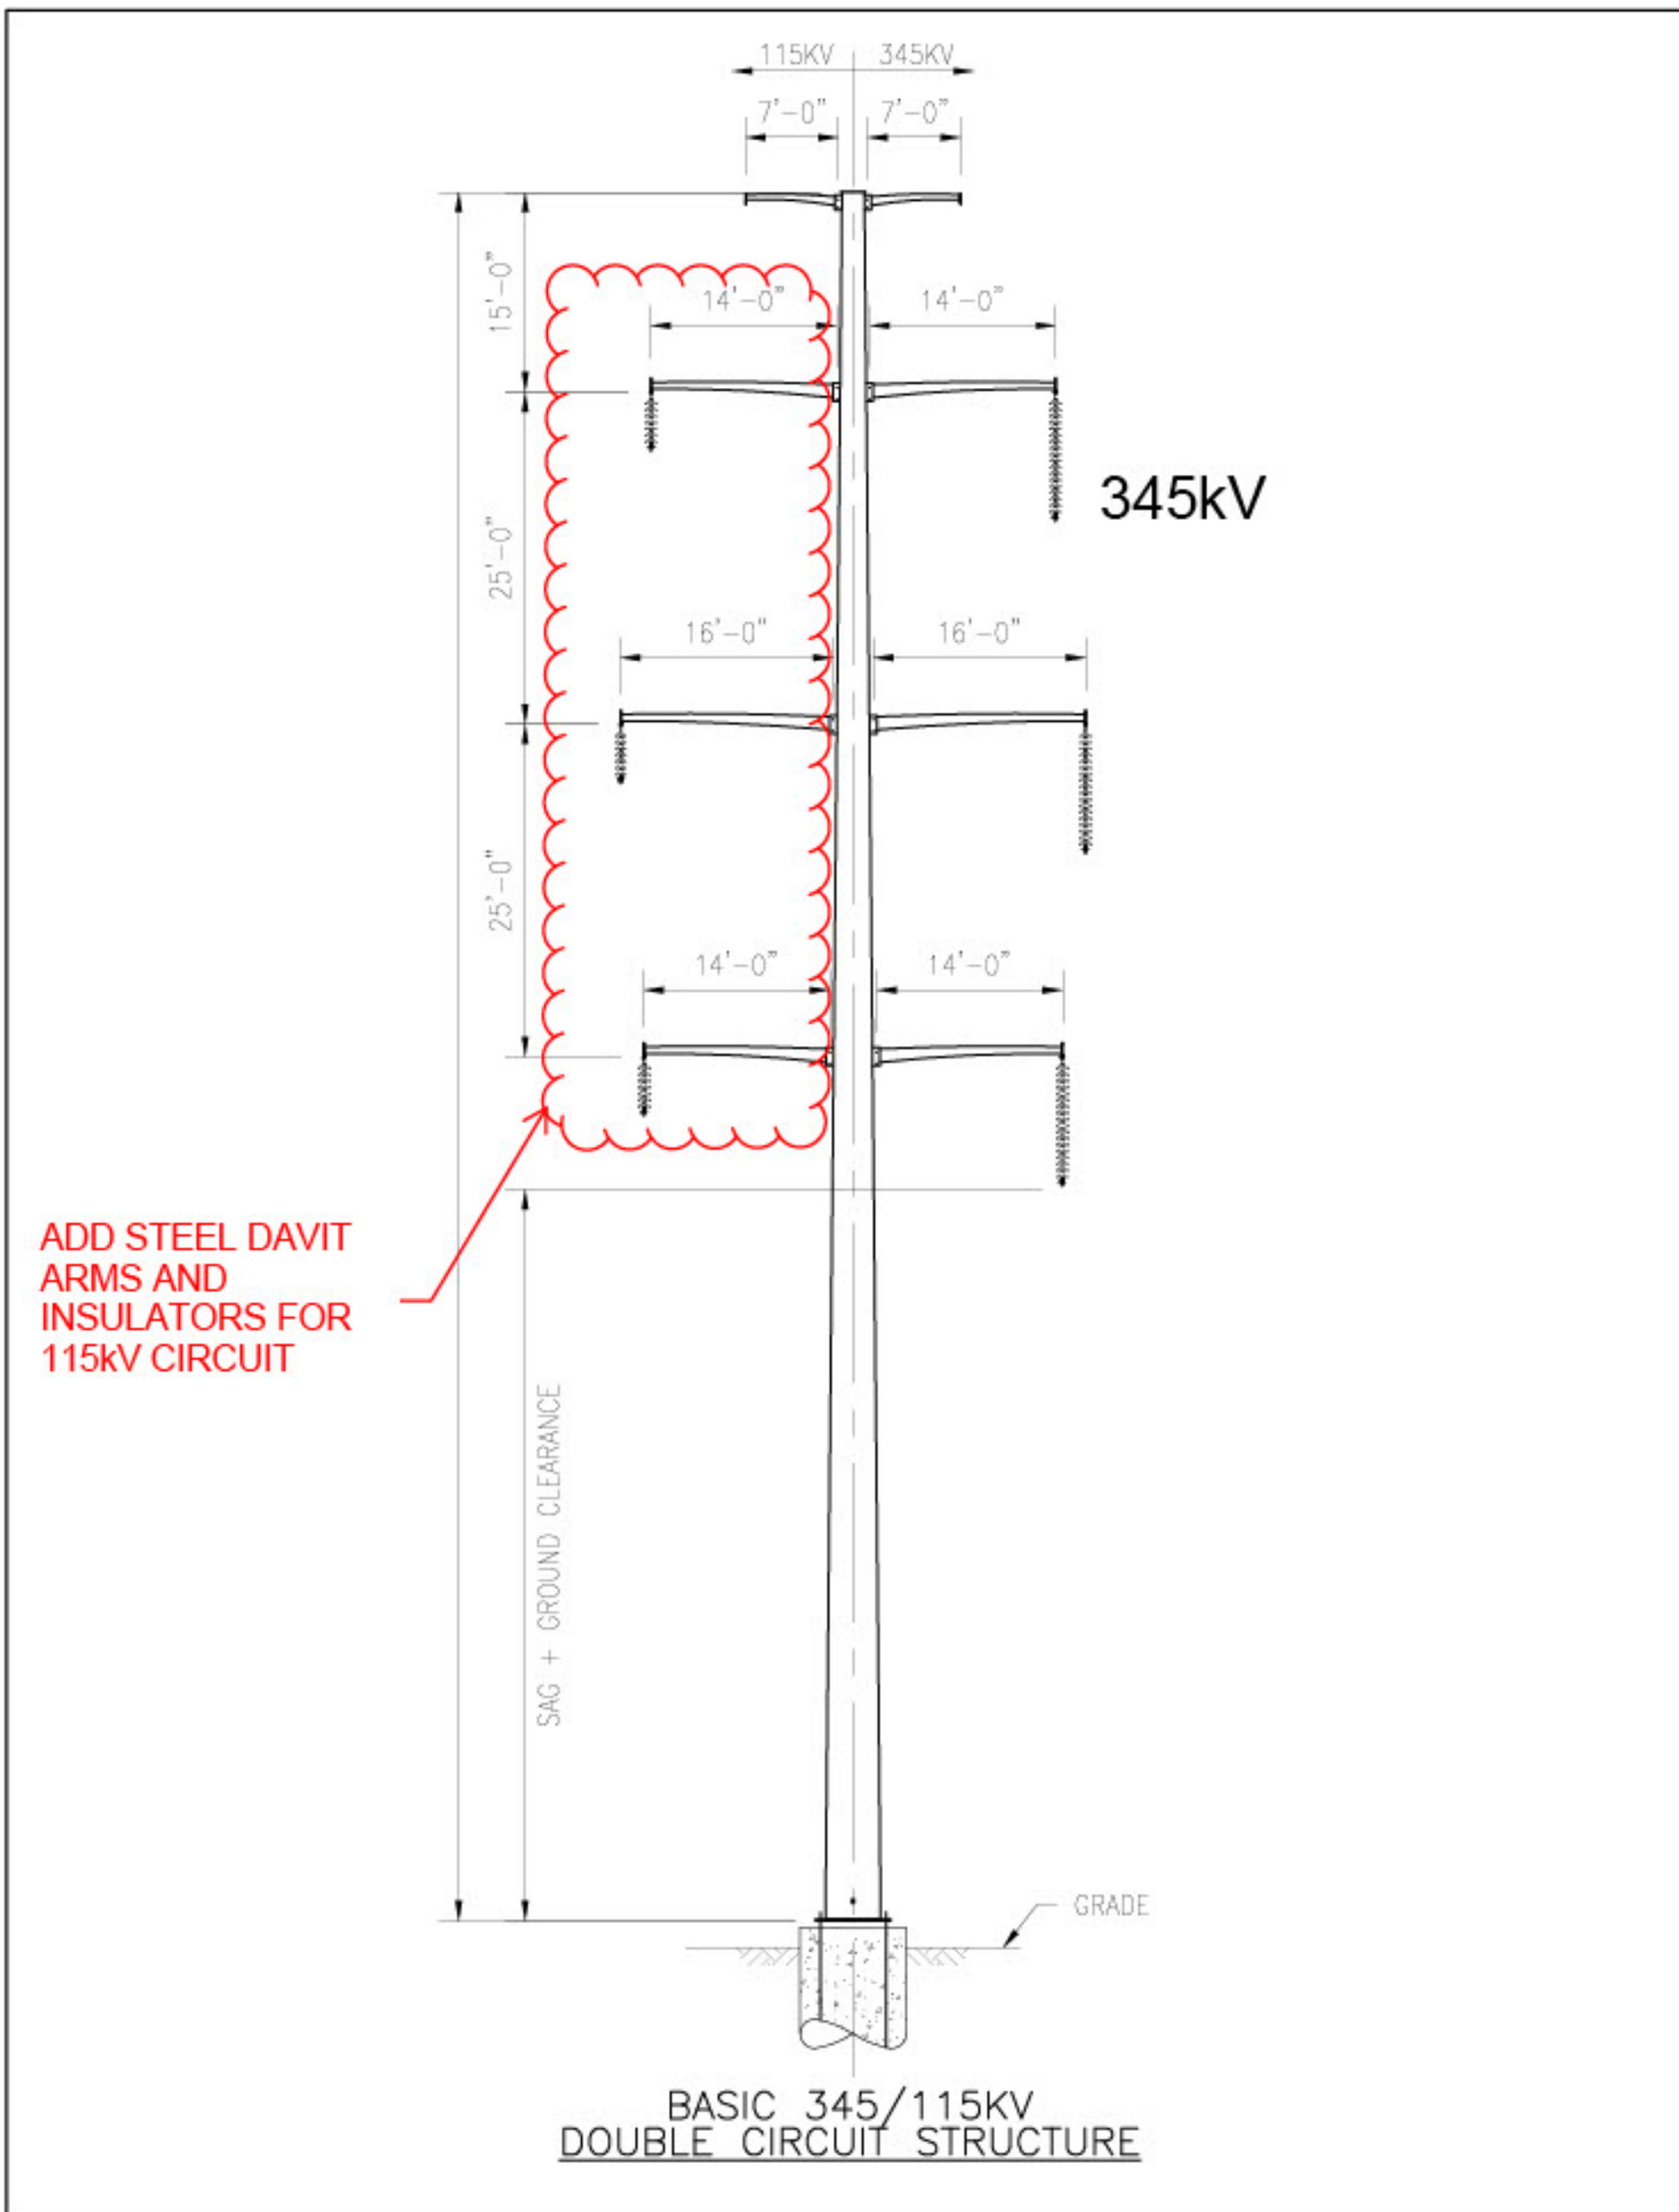 115KV 345KV
7'-0" 7'-0"
15'-0"
14'-0" 14'-0"
345kV
25'-0"
16'-0" 16'-0"
25'-0"
14'-0" 14'-0"
ADD STEEL DAVIT
ARMS AND
INSULATORS FOR
115kV CIRCUIT
SAG + GROUND CLEARANCE
GRADE
BASIC 345/115KV
DOUBLE CIRCUIT STRUCTURE